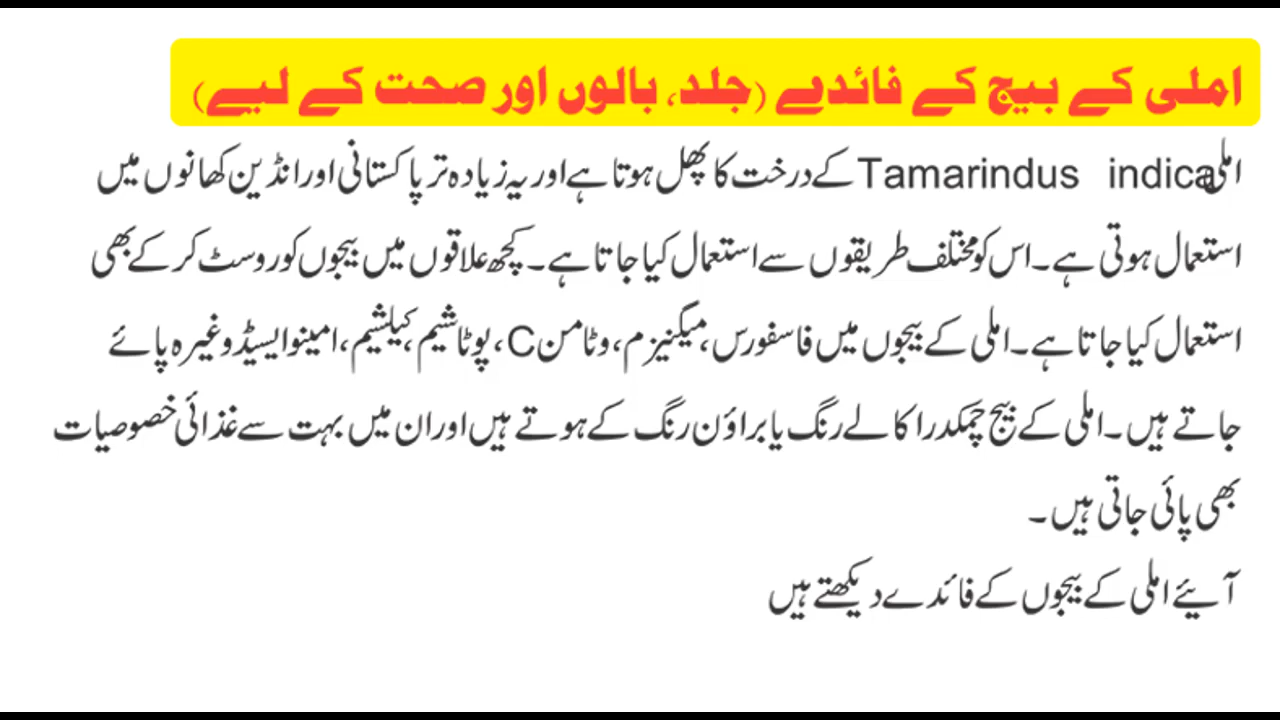 املی کے بیج کے فائدے (جلد، بالوں اور صحت کے لیے)
املی Tamarindus indica کے درخت کا پھل ہوتا ہے اور یہ زیادہ تر پاکستانی اور انڈین کھانوں میں
استعمال ہوتی ہے۔ اس کو مختلف طریقوں سے استعمال کیا جاتا ہے۔ کچھ علاقوں میں بیجوں کو روسٹ کر کے بھی
استعمال کیا جاتا ہے۔ املی کے بیجوں میں فاسفورس، میگنیزم، وٹامن C، پوٹاشیم، کیلشیم، امینو ایسیڈ وغیرہ پائے
جاتے ہیں۔ املی کے بیج چمکدرا کالے رنگ یا براؤن رنگ کے ہوتے ہیں اور ان میں بہت سے غذائی خصوصیات
بھی پائی جاتی ہیں۔
آیئے املی کے بیجوں کے فائدے دیکھتے ہیں